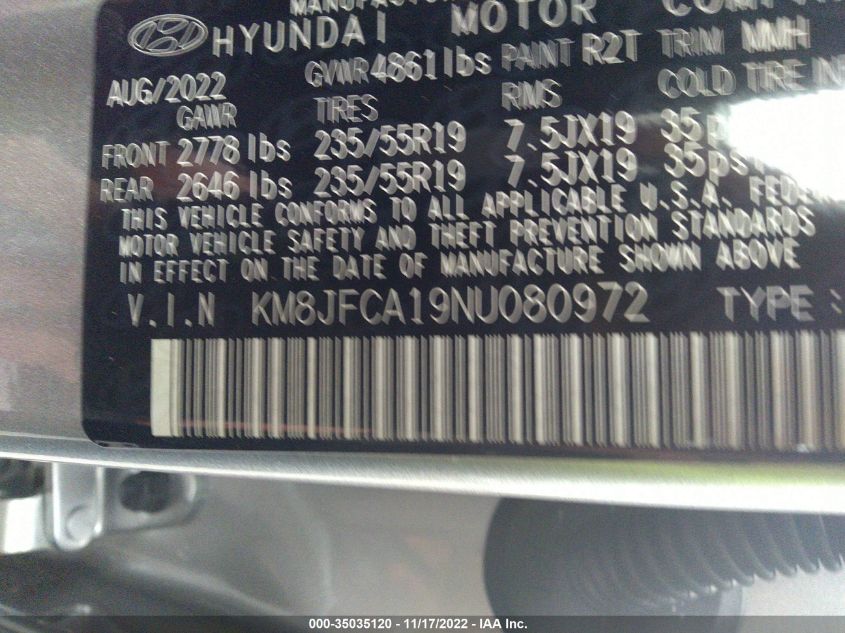 HYUNDAI MOTOR
AUG/2022 GVWR 4861lbs PAINT R2T TRIM MMH
GAWR TIRES RIMS COLD TIRE
FRONT 2778 lbs 235/55R19 7.5JX19 35
REAR 2646 lbs 235/55R19 7.5JX19 35psi
THIS VEHICLE CONFORMS TO ALL APPLICABLE U.S.A.
MOTOR VEHICLE SAFETY AND THEFT PREVENTION STANDARDS
IN EFFECT ON THE DATE OF MANUFACTURE SHOWN ABOVE
V.I.N KM8JFCA19NU080972 TYPE :
000-35035120 - 11/17/2022 - IAA Inc.